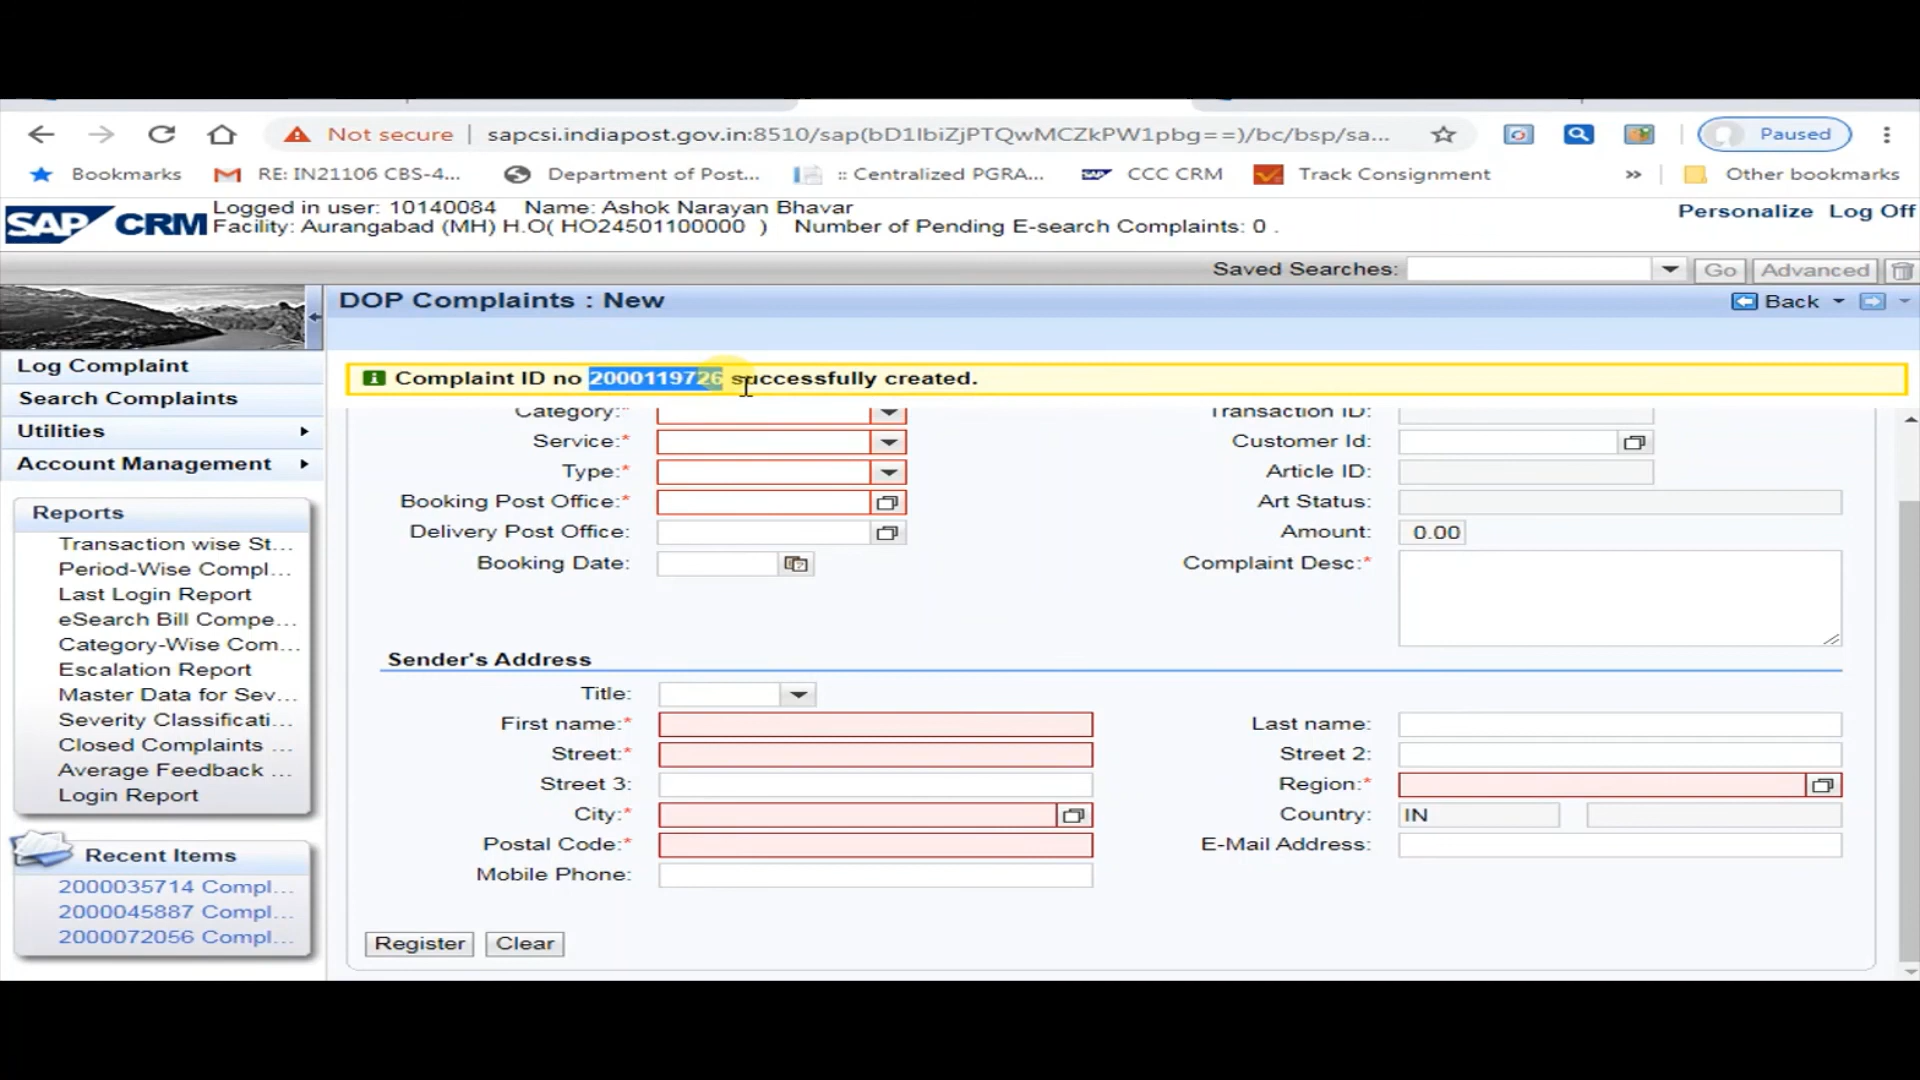 Not secure | sapcsi.indiapost.gov.in:8510/sap(bD1lbiZjPTQwMCZkPW1pbg==)/bc/bsp/sa... Paused
Bookmarks RE: IN21106 CBS-4... Department of Post... :: Centralized PGRA... CCC CRM Track Consignment » Other bookmarks
SAP CRM Logged in user: 10140084 Name: Ashok Narayan Bhavar Personalize Log Off
Facility: Aurangabad (MH) H.O( HO24501100000 ) Number of Pending E-search Complaints: 0 .
Saved Searches: Go Advanced
DOP Complaints : New Back
Log Complaint
Search Complaints
Utilities
Account Management
Reports
Transaction wise St...
Period-Wise Compl...
Last Login Report
eSearch Bill Compe...
Category-Wise Com...
Escalation Report
Master Data for Sev...
Severity Classificati...
Closed Complaints ...
Average Feedback ...
Login Report
Recent Items
2000035714 Compl...
2000045887 Compl...
2000072056 Compl...
Complaint ID no 2000119726 successfully created.
Category:* Transaction ID:
Service:* Customer Id:
Type:* Article ID:
Booking Post Office:* Art Status:
Delivery Post Office: Amount: 0.00
Booking Date: Complaint Desc:*
Sender's Address
Title:
First name:* Last name:
Street:* Street 2:
Street 3: Region:*
City:* Country: IN
Postal Code:* E-Mail Address:
Mobile Phone:
Register Clear